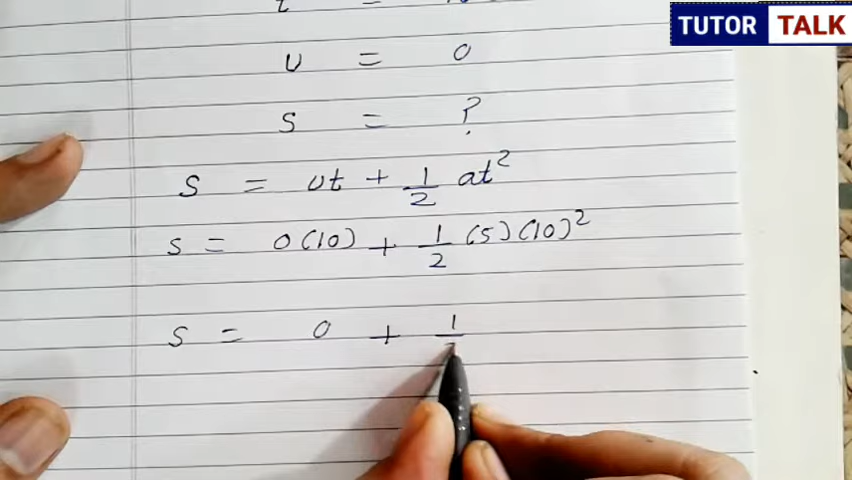 TUTOR TALK
u = 0
s = ?
s = ut + 1/2 at²
s = 0(10) + 1/2 (5)(10)²
s = 0 + 1